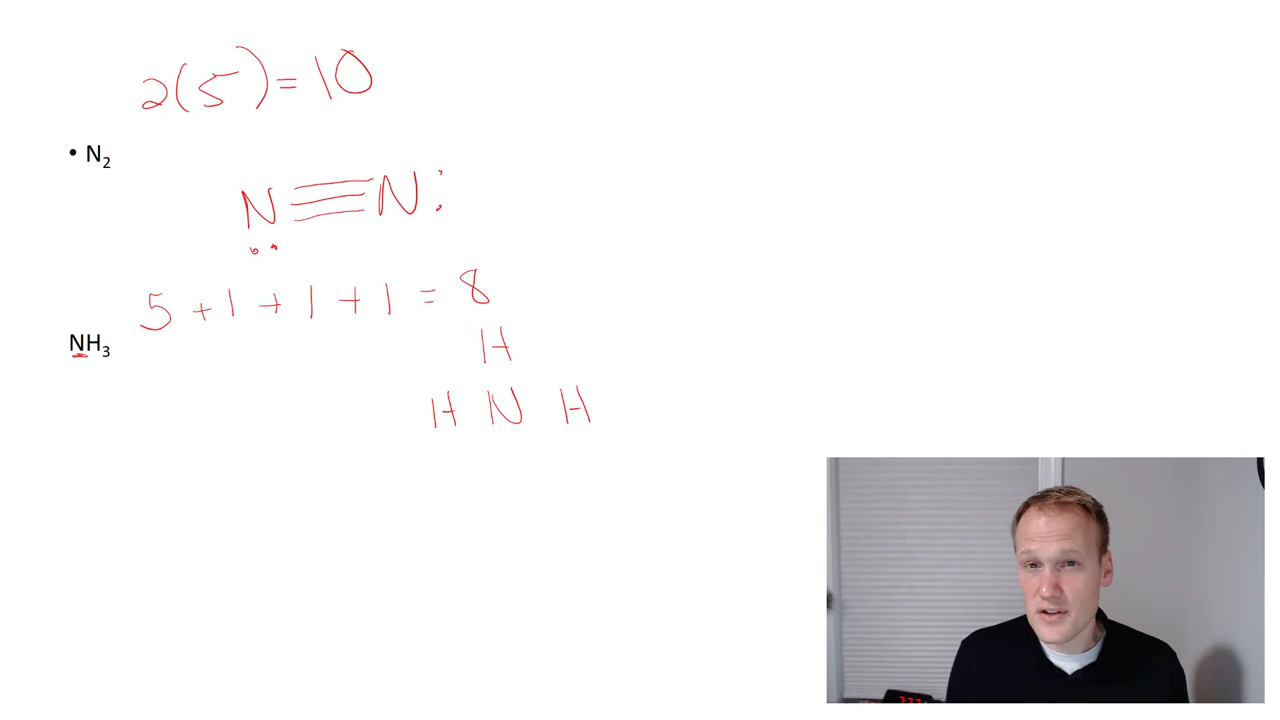 2(5) = 10
• N₂
N≡N:
5 + 1 + 1 + 1 = 8
NH₃
H
H N H